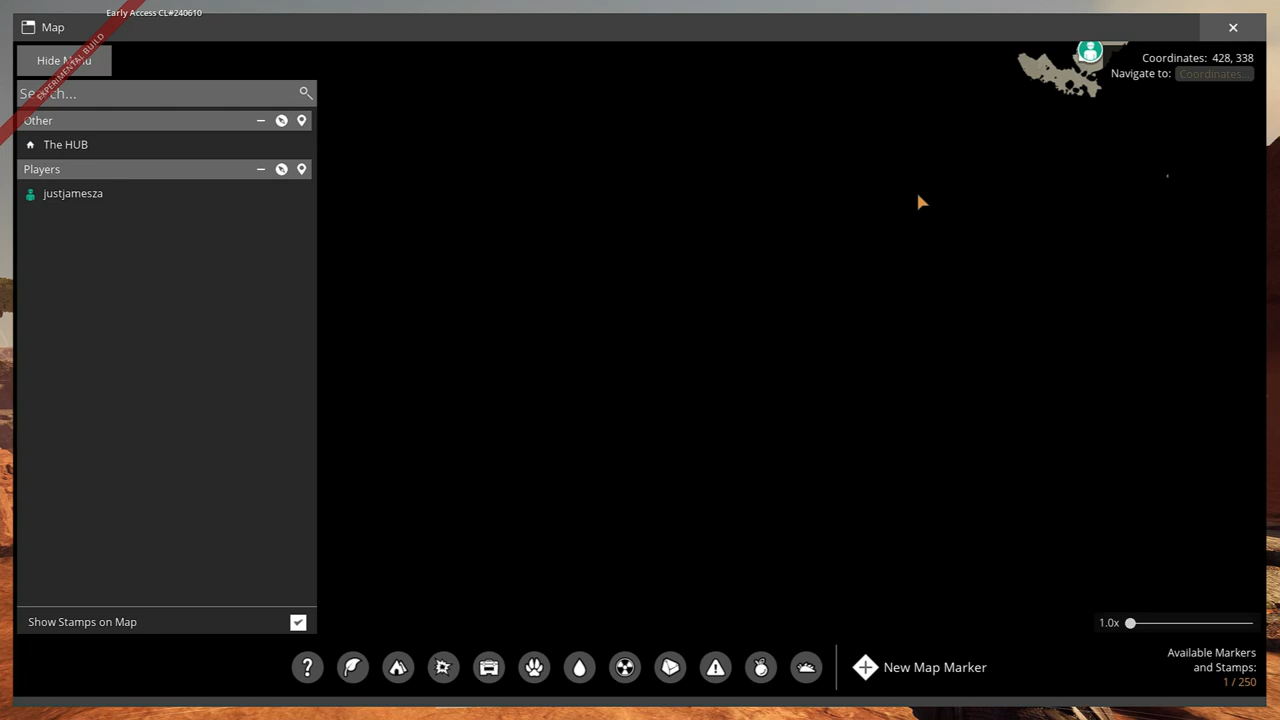 Early Access CL#240610
EXPERIMENTAL BUILD
Map
Hide Menu
Coordinates: 428, 338
Navigate to: Coordinates...
Search...
Other
The HUB
Players
justjamesza
Show Stamps on Map
1.0x
New Map Marker
Available Markers
and Stamps:
1 / 250